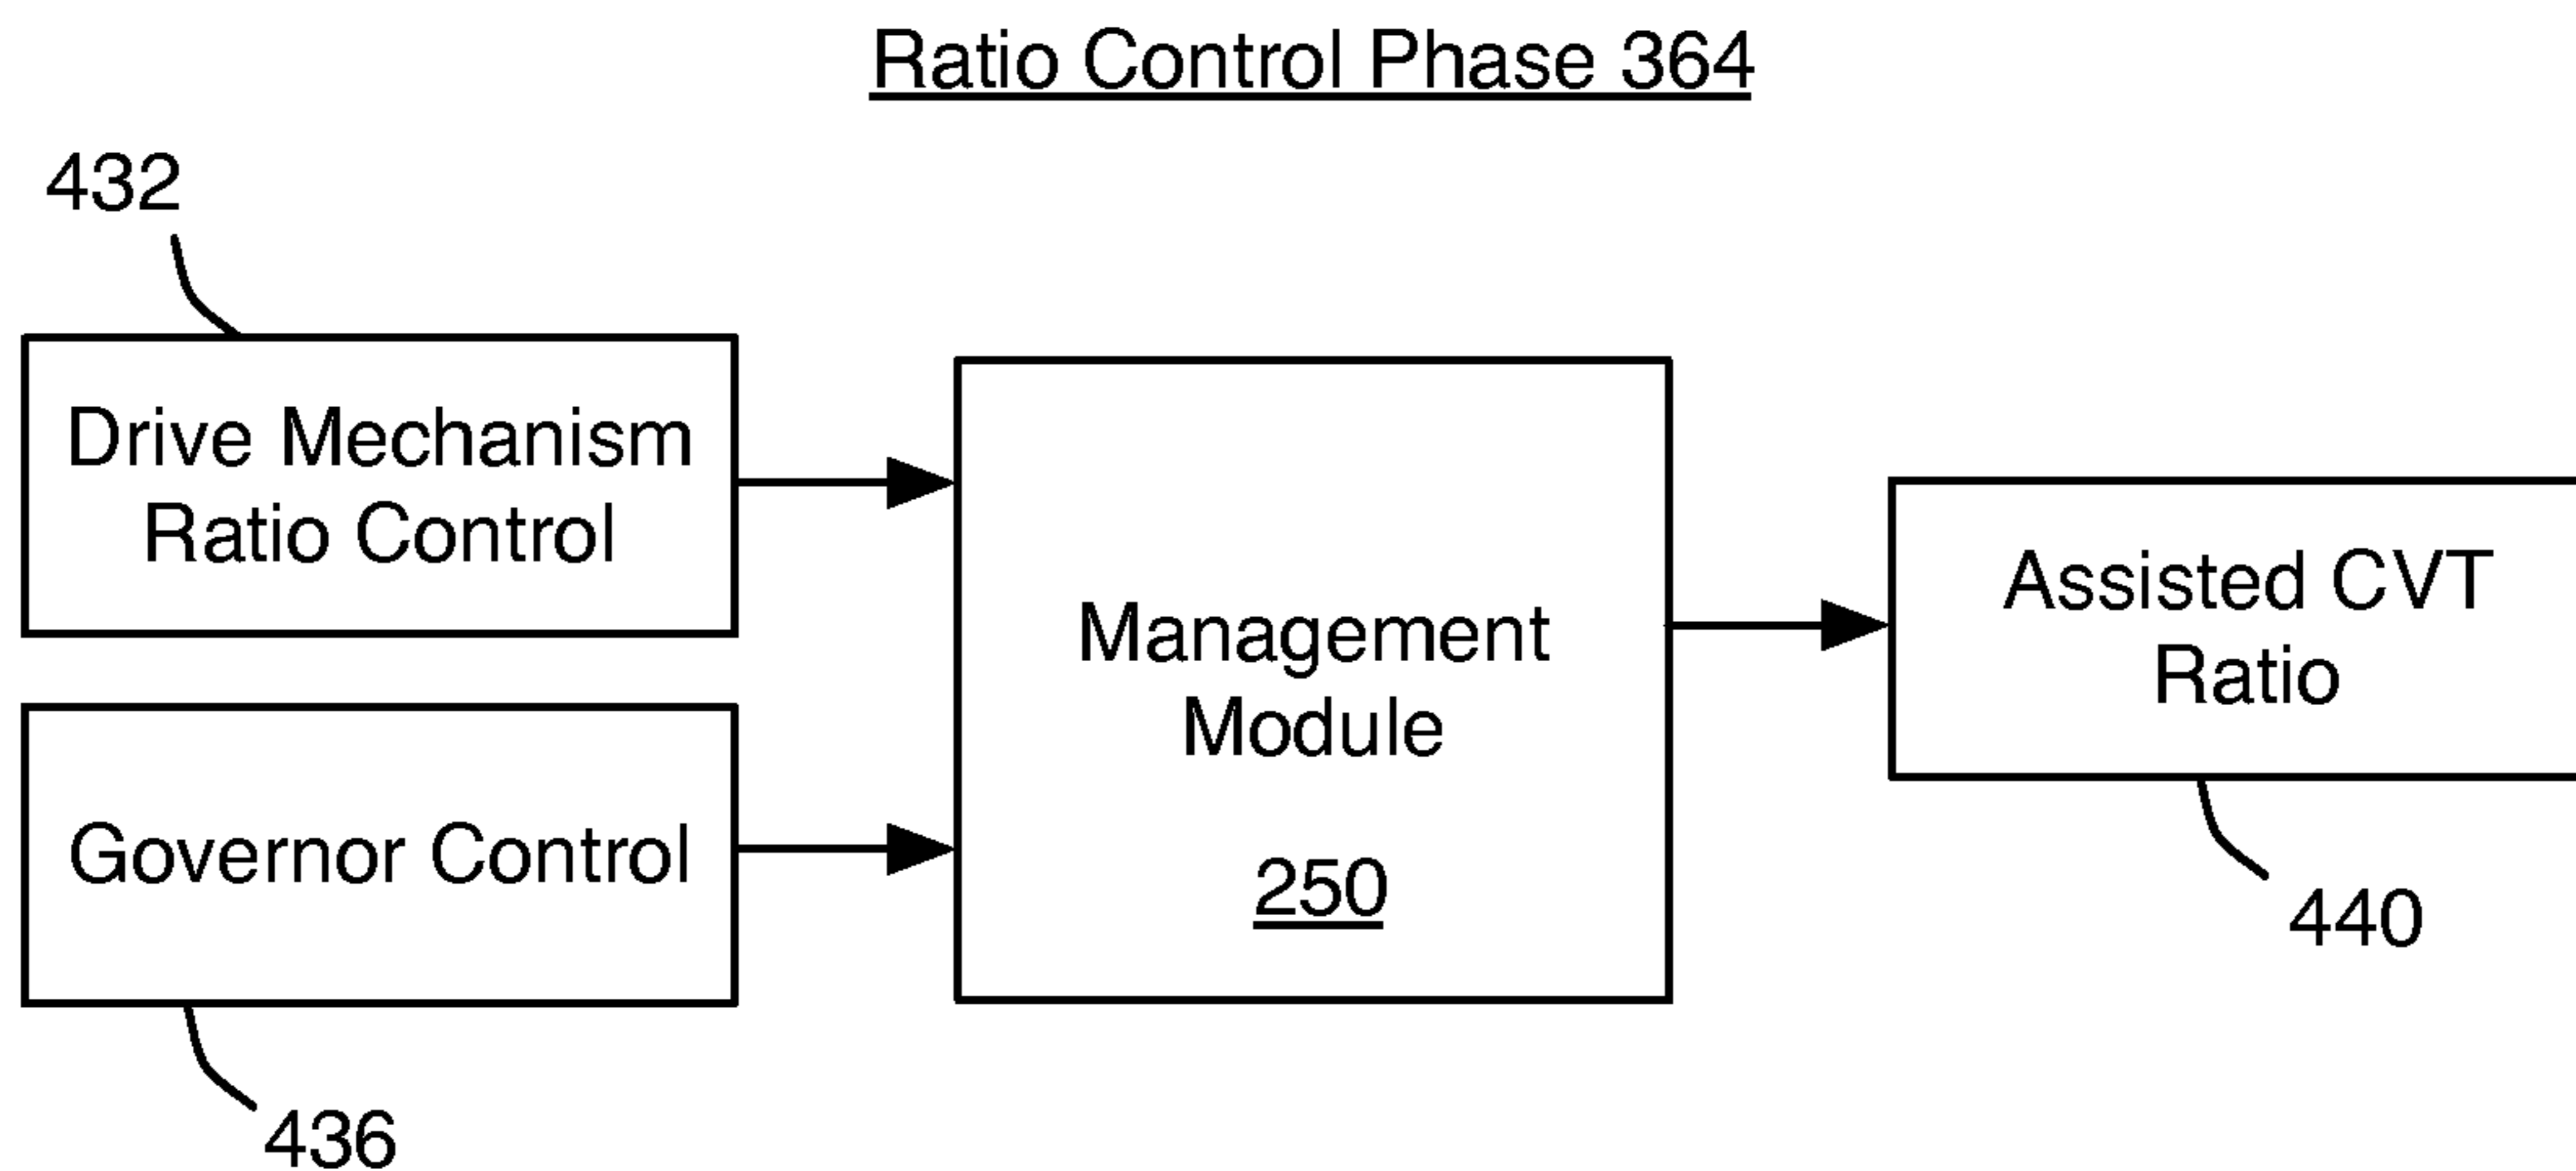 Ratio Control Phase 364
432
Drive Mechanism
Ratio Control
Governor Control
436
Management
Module
250
Assisted CVT
Ratio
440